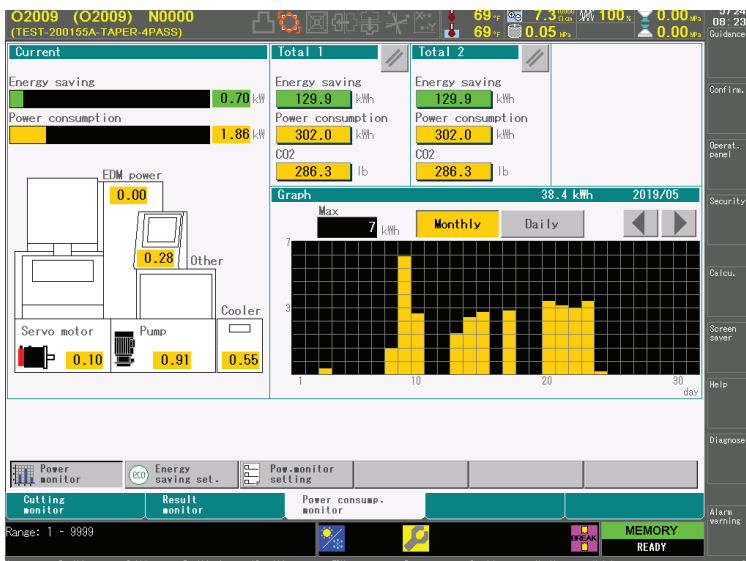 O2009 (O2009) N0000
(TEST-200155A-TAPER-4PASS)
69 °F
69 °F
7.3
0.05 MPa
100 %
0.00 MPa
0.00 MPa
08:23
Guidance
Current
Energy saving
0.70 kW
Power consumption
1.86 kW
Total 1
Energy saving
129.9 kWh
Power consumption
302.0 kWh
CO2
286.3 lb
Total 2
Energy saving
129.9 kWh
Power consumption
302.0 kWh
CO2
286.3 lb
EDM power
0.00
0.28 Other
Cooler
Servo motor
Pump
0.10
0.91
0.55
Graph 38.4 kWh 2019/05
Max
7 kWh
Monthly
Daily
7
3
1 10 20 30
day
Confirm.
Operat.
panel
Security
Calcu.
Screen
saver
Help
Diagnose
Alarm
warning
Power
monitor
eco
Energy
saving set.
Pow.monitor
setting
Cutting
monitor
Result
monitor
Power consump.
monitor
Range: 1 - 9999
BREAK
MEMORY
READY